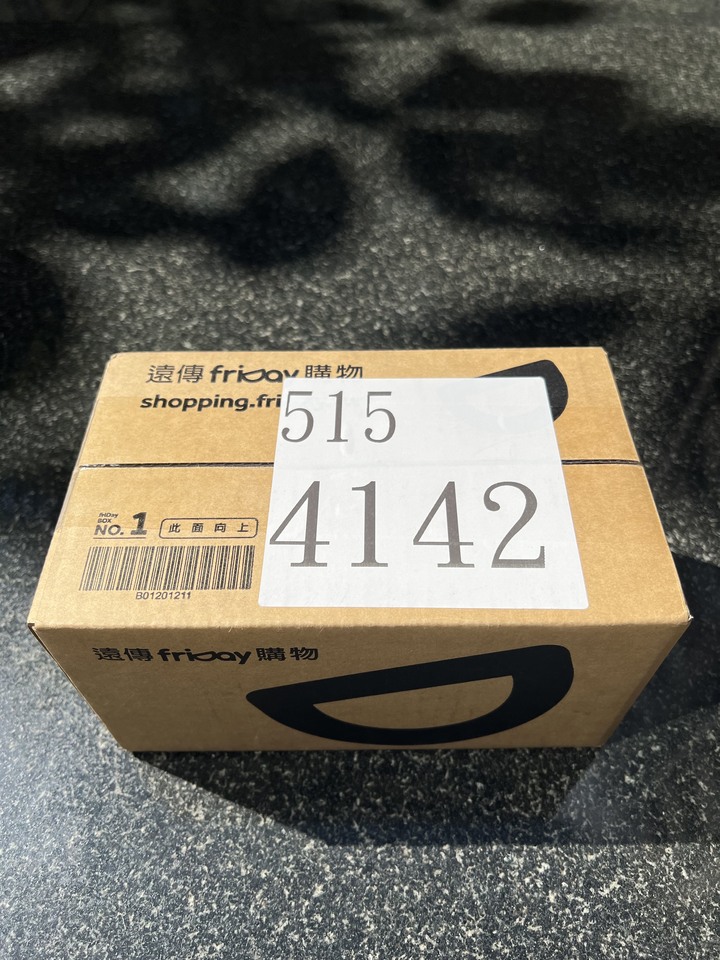 遠傳 friDay 購物
shopping.fri
515
4142
friDay
BOX
NO. 1
此面向上
B01201211
遠傳 friDay 購物